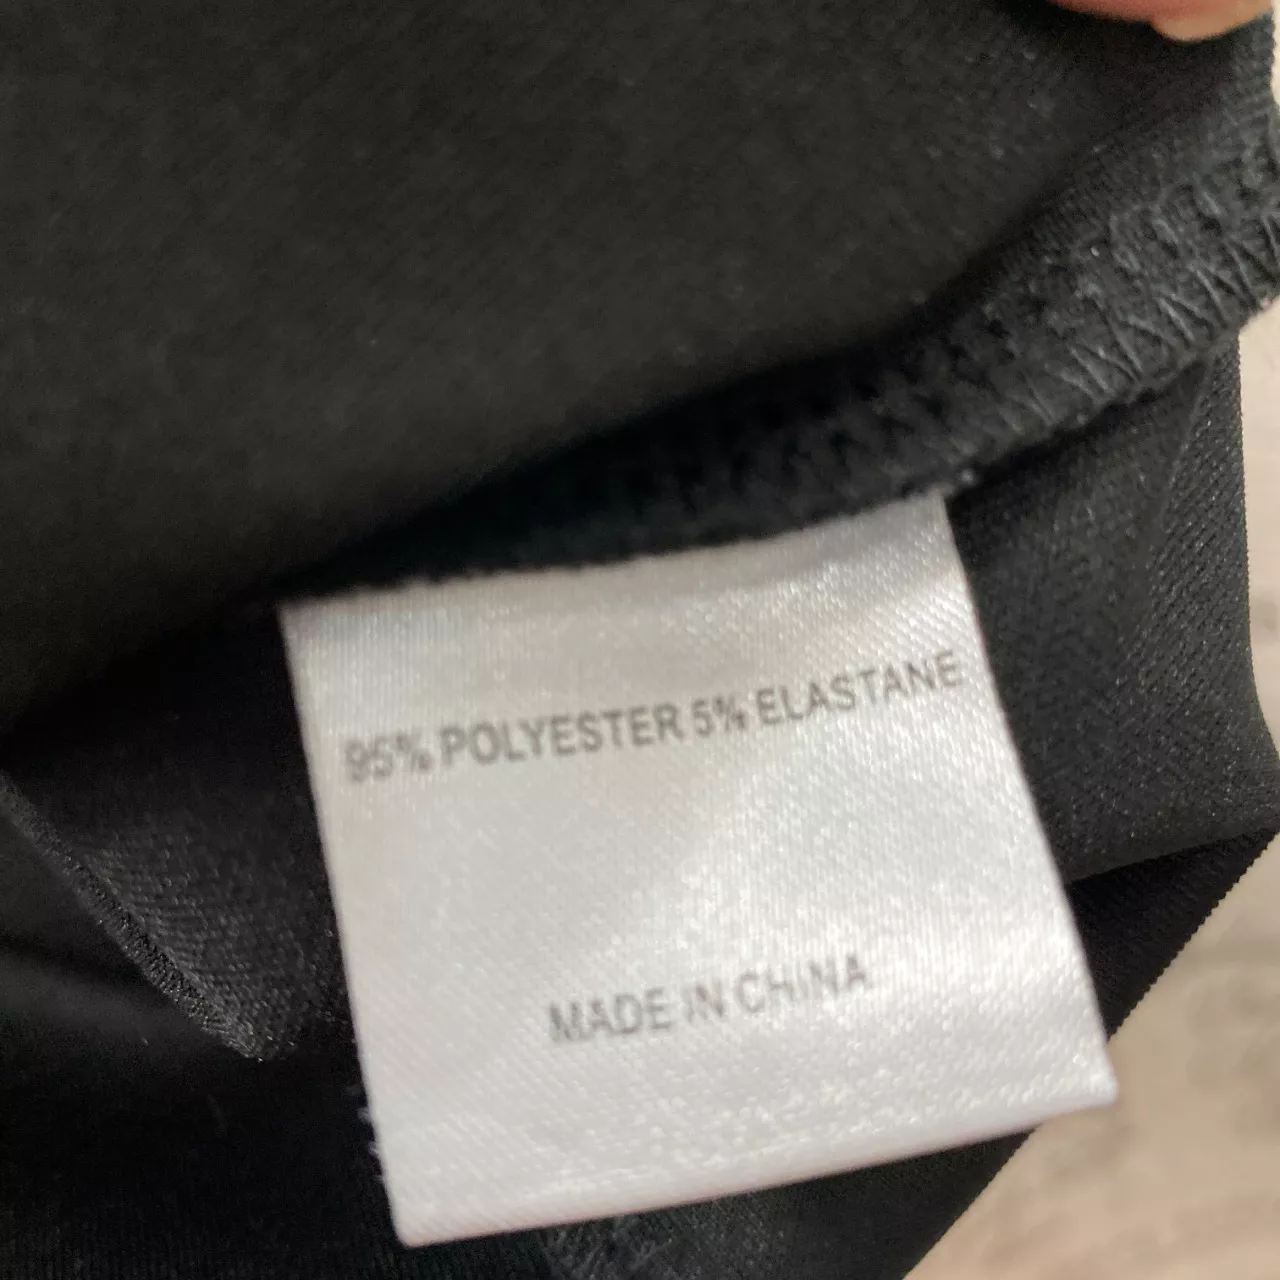 95% POLYESTER 5% ELASTANE
MADE IN CHINA